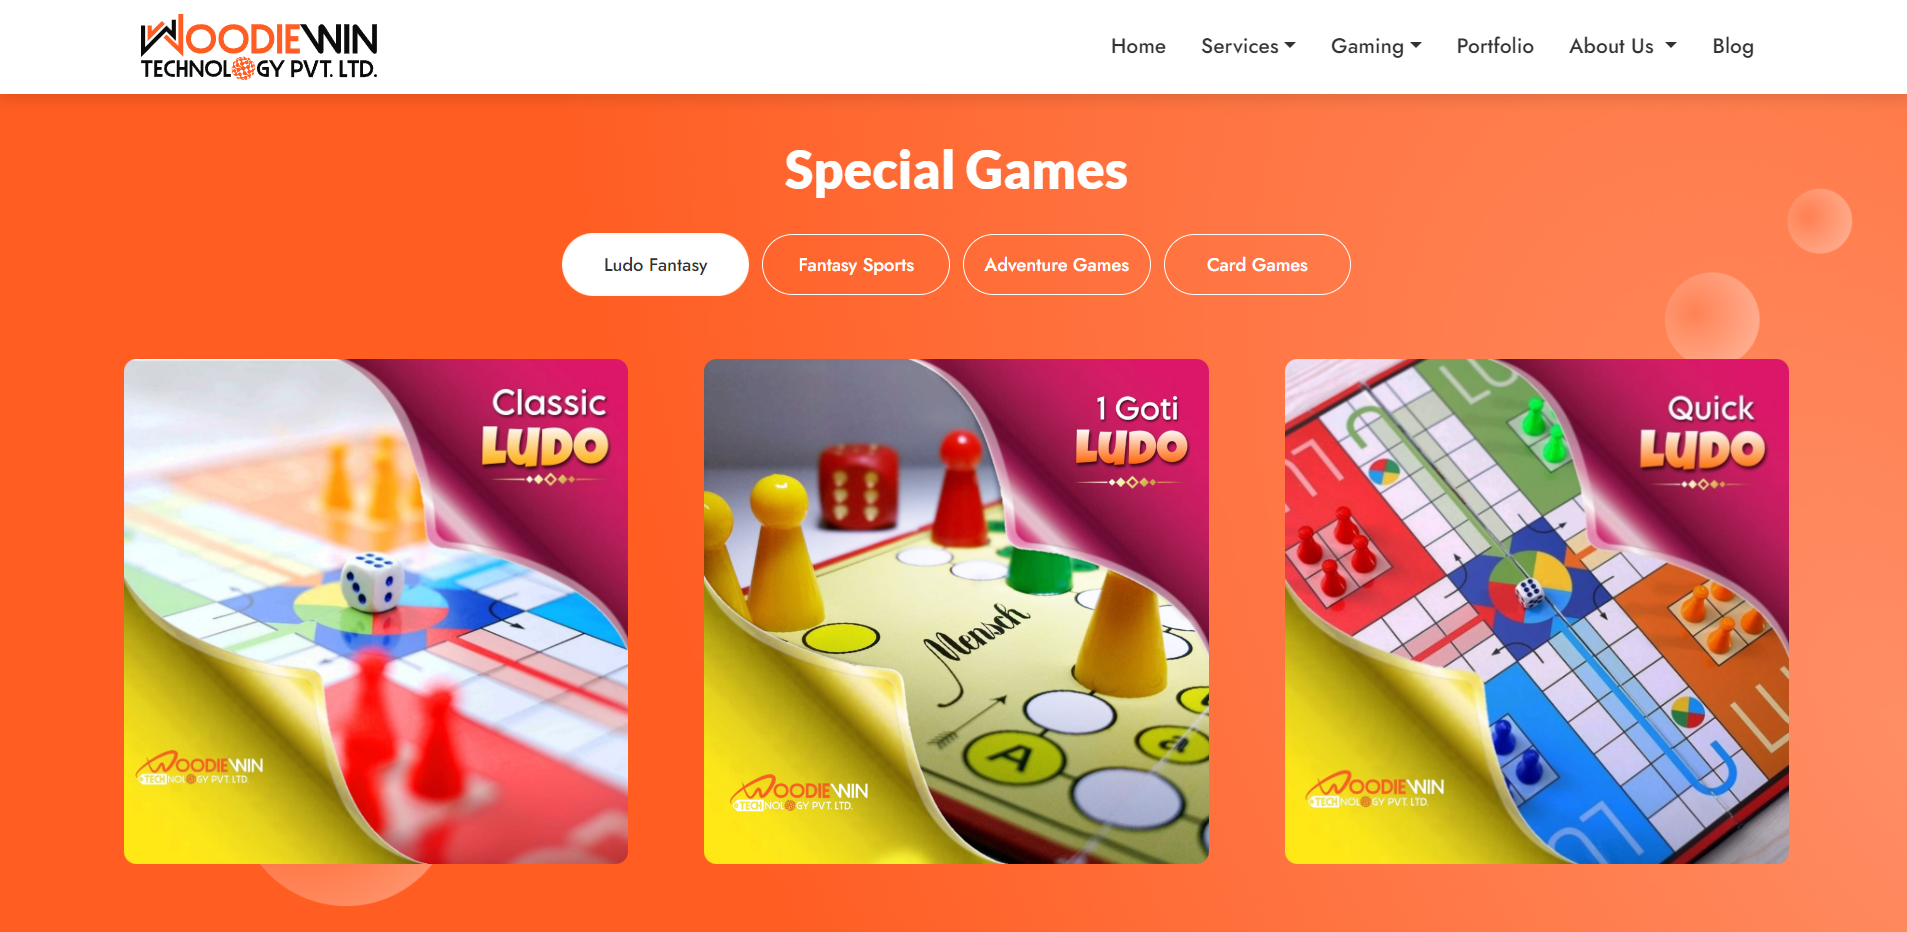 WOODIEWIN
TECHNOLOGY PVT. LTD.
Home Services Gaming Portfolio About Us Blog
Special Games
Ludo Fantasy Fantasy Sports Adventure Games Card Games
Classic
LUDO
WOODIEWIN
TECHNOLOGY PVT. LTD.
1 Goti
LUDO
Mensch
A
a
WOODIEWIN
TECHNOLOGY PVT. LTD.
Quick
LUDO
LU
LU
WOODIEWIN
TECHNOLOGY PVT. LTD.